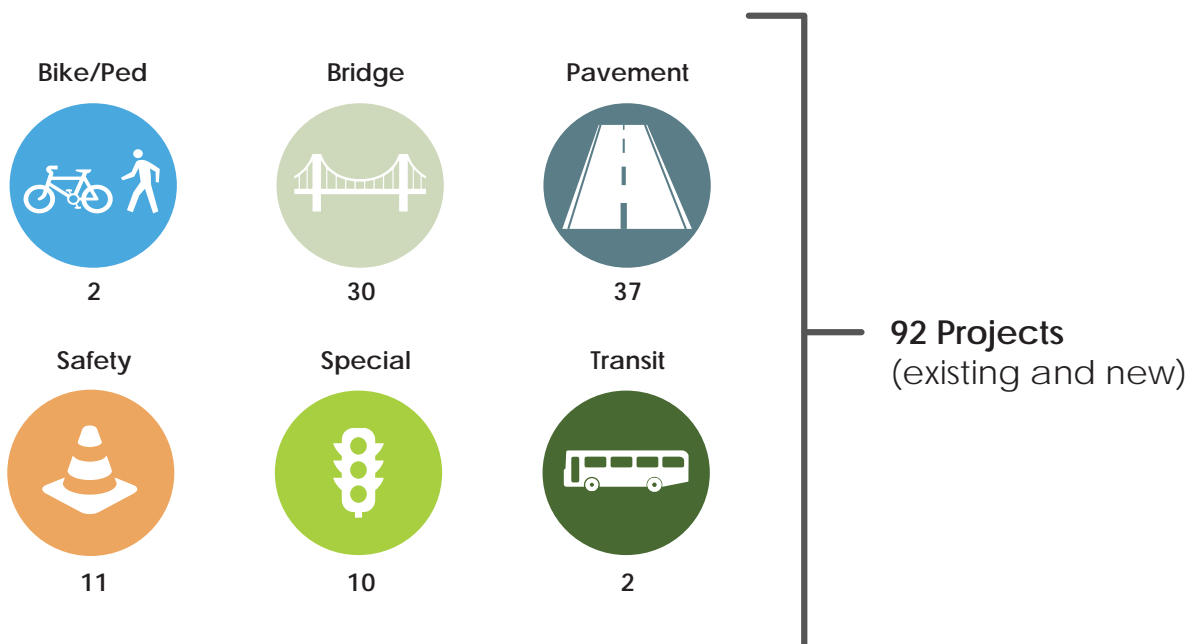 Bike/Ped
Bridge
Pavement
2
30
37
Safety
Special
Transit
11
10
2
92 Projects
(existing and new)